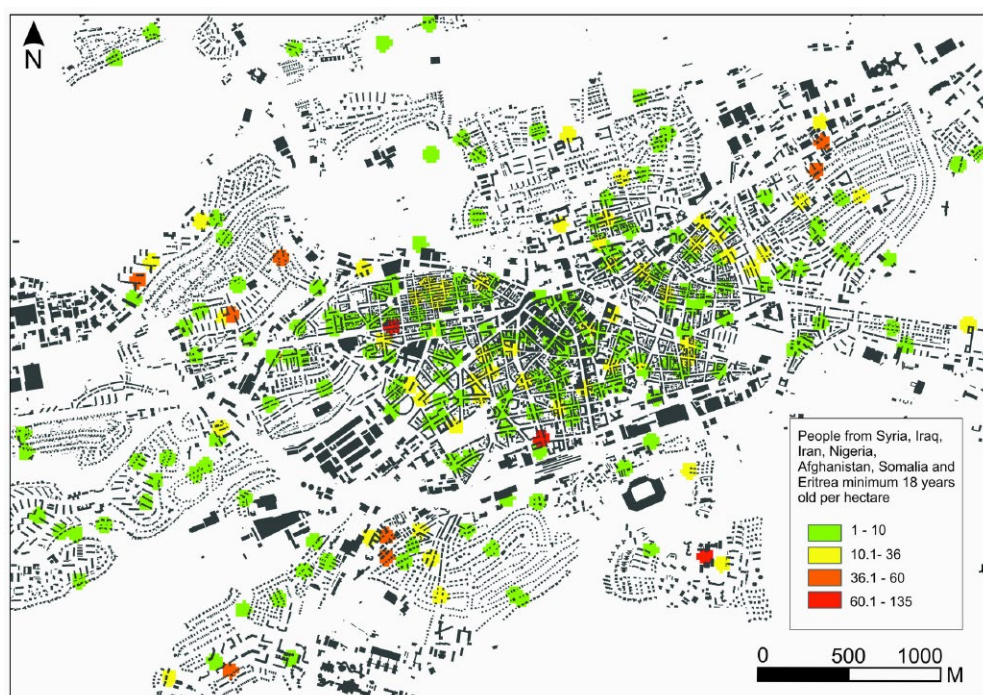 N
People from Syria, Iraq,
Iran, Nigeria,
Afghanistan, Somalia and
Eritrea minimum 18 years
old per hectare
1 - 10
10.1- 36
36.1 - 60
60.1 - 135
0 500 1000
M